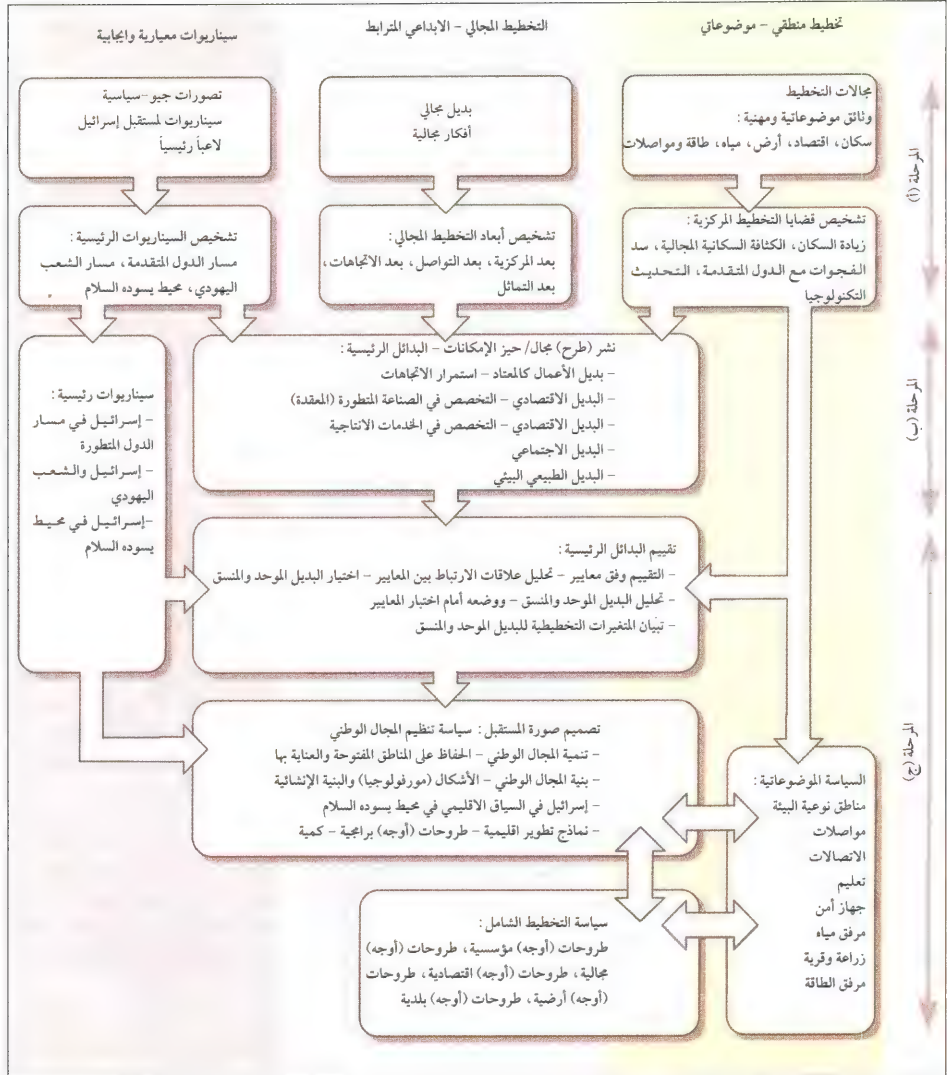 تخطيط منطقي – موضوعاتي
التخطيط المجالي – الابداعي المترابط
سيناريوات معيارية وايجابية
مجالات التخطيط
وثائق موضوعاتية ومهنية :
سكان، اقتصاد، أرض، مياه، طاقة ومواصلات
بديل مجالي
أفكار مجالية
تصورات جيو-سياسية
سيناريوات لمستقبل إسرائيل
لاعباً رئيسياً
المرحلة (أ)
تشخيص قضايا التخطيط المركزية :
زيادة السكان، الكثافة السكانية المجالية، سد
الفجوات مع الدول المتقدمة، التحديث
التكنولوجيا
تشخيص أبعاد التخطيط المجالي :
بعد المركزية، بعد التواصل، بعد الاتجاهات،
بعد التماثل
تشخيص السيناريوات الرئيسية :
مسار الدول المتقدمة، مسار الشعب
اليهودي، محيط يسوده السلام
نشر (طرح) مجال/ حيز الإمكانات – البدائل الرئيسية :
– بديل الأعمال كالمعتاد – استمرار الاتجاهات
– البديل الاقتصادي – التخصص في الصناعة المتطورة (المعقدة)
– البديل الاقتصادي – التخصص في الخدمات الانتاجية
– البديل الاجتماعي
– البديل الطبيعي البيئي
سيناريوات رئيسية :
– إسرائيل في مسار
الدول المتطورة
– إسرائيل والشعب
اليهودي
–إسرائيل في محيط
يسوده السلام
المرحلة (ب)
تقييم البدائل الرئيسية :
– التقييم وفق معايير – تحليل علاقات الارتباط بين المعايير – اختيار البديل الموحد والمنسق
– تحليل البديل الموحد والمنسق – ووضعه أمام اختبار المعايير
– تبيان المتغيرات التخطيطية للبديل الموحد والمنسق
تصميم صورة المستقبل : سياسة تنظيم المجال الوطني
– تنمية المجال الوطني – الحفاظ على المناطق المفتوحة والعناية بها
– بنية المجال الوطني – الأشكال (مورفولوجيا) والبنية الإنشائية
– إسرائيل في السياق الاقليمي في محيط يسوده السلام
– نماذج تطوير اقليمية – طروحات (أوجه) برامجية – كمية
المرحلة (ج)
السياسة الموضوعاتية :
مناطق نوعية البيئة
مواصلات
الاتصالات
تعليم
جهاز أمن
مرفق مياه
زراعة وقرية
مرفق الطاقة
سياسة التخطيط الشامل :
طروحات (أوجه) مؤسسية، طروحات (أوجه)
مجالية، طروحات (أوجه) اقتصادية، طروحات
(أوجه) أرضية، طروحات (أوجه) بلدية